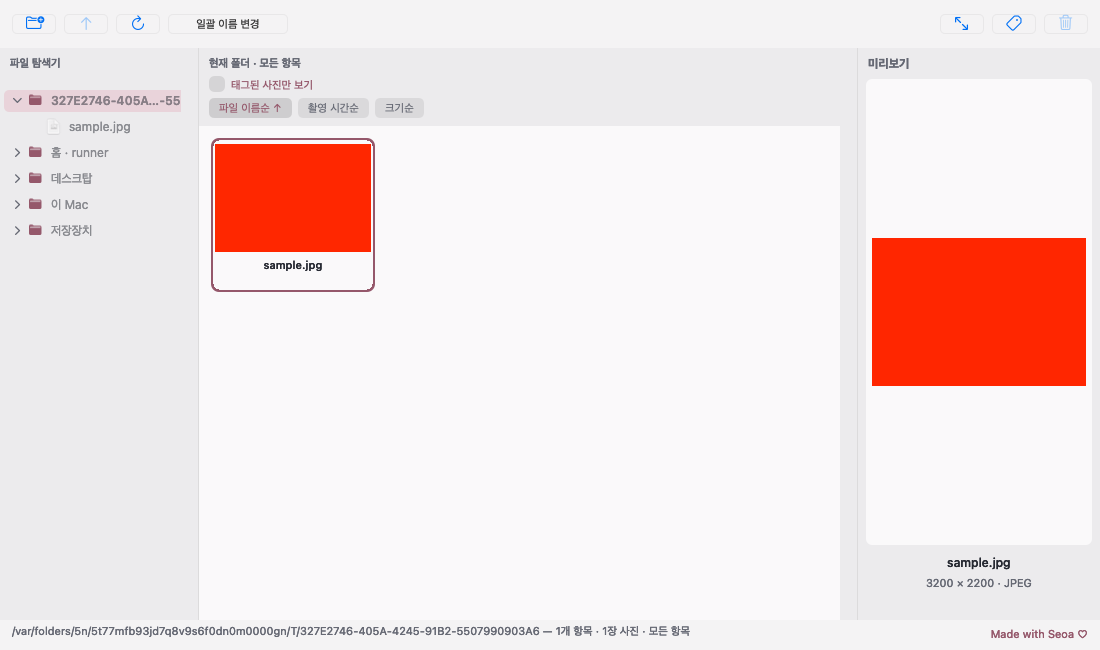 일괄 이름 변경
파일 탐색기
327E2746-405A...-55
sample.jpg
홈 · runner
데스크탑
이 Mac
저장장치
현재 폴더 · 모든 항목
태그된 사진만 보기
파일 이름순 ↑
촬영 시간순
크기순
sample.jpg
미리보기
sample.jpg
3200 × 2200 · JPEG
/var/folders/5n/5t77mfb93jd7q8v9s6f0dn0m0000gn/T/327E2746-405A-4245-91B2-5507990903A6 — 1개 항목 · 1장 사진 · 모든 항목
Made with Seoa ♡